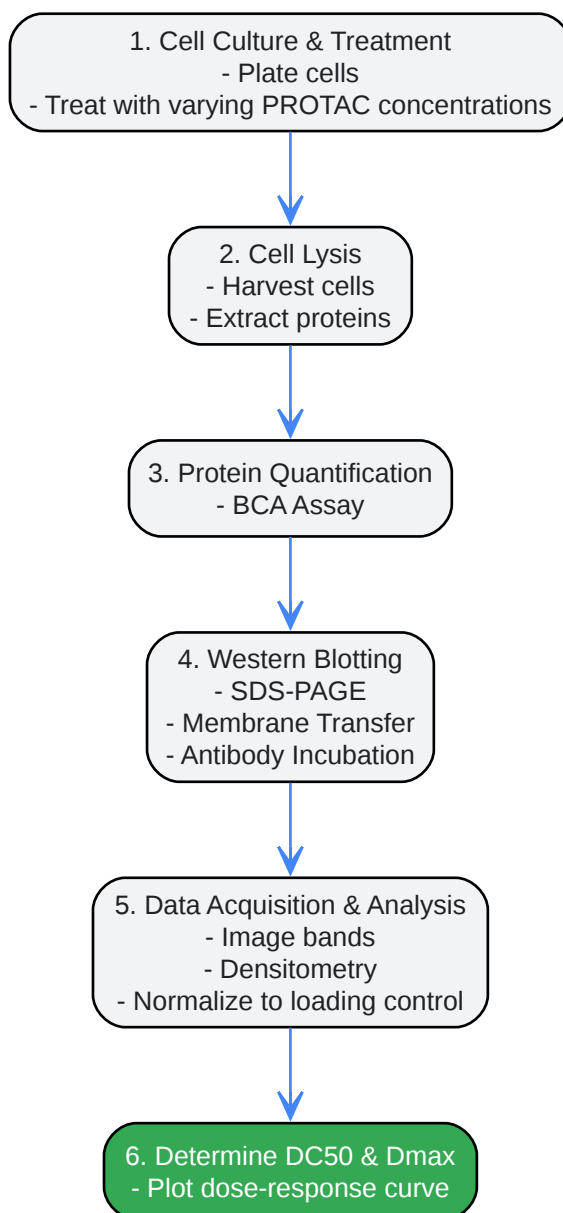 1. Cell Culture & Treatment
- Plate cells
- Treat with varying PROTAC concentrations
2. Cell Lysis
- Harvest cells
- Extract proteins
3. Protein Quantification
- BCA Assay
4. Western Blotting
- SDS-PAGE
- Membrane Transfer
- Antibody Incubation
5. Data Acquisition & Analysis
- Image bands
- Densitometry
- Normalize to loading control
6. Determine DC50 & Dmax
- Plot dose-response curve